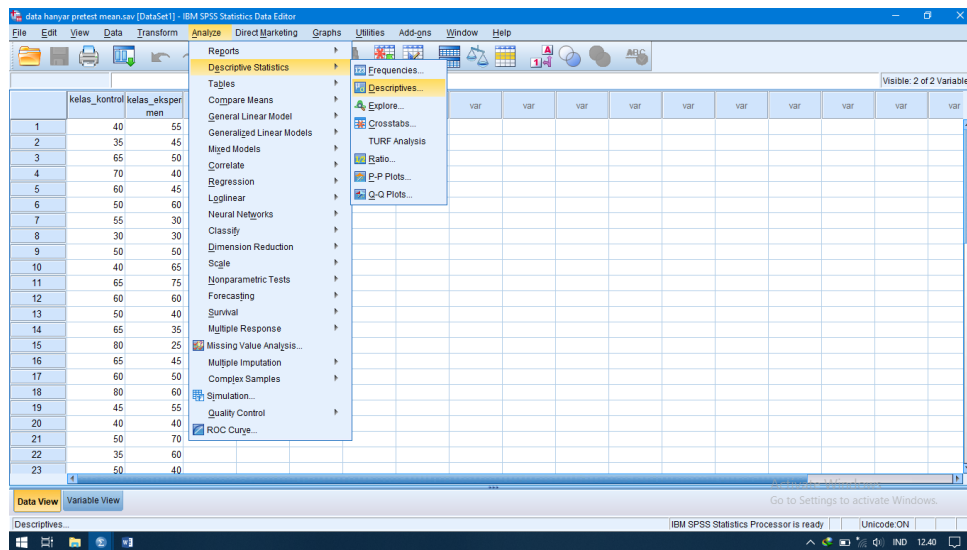 data hanyar pretest mean.sav [DataSet1] - IBM SPSS Statistics Data Editor
File Edit View Data Transform Analyze Direct Marketing Graphs Utilities Add-ons Window Help
Visible: 2 of 2 Variable
Reports
Descriptive Statistics
Tables
Compare Means
General Linear Model
Generalized Linear Models
Mixed Models
Correlate
Regression
Loglinear
Neural Networks
Classify
Dimension Reduction
Scale
Nonparametric Tests
Forecasting
Survival
Multiple Response
Missing Value Analysis...
Multiple Imputation
Complex Samples
Simulation...
Quality Control
ROC Curve...
Frequencies...
Descriptives...
Explore...
Crosstabs...
TURF Analysis
Ratio...
P-P Plots...
Q-Q Plots...
kelas_kontrol kelas_eksper
men
var var var var var var var var var var
1 40 55
2 35 45
3 65 50
4 70 40
5 60 45
6 50 60
7 55 30
8 30 30
9 50 50
10 40 65
11 65 75
12 60 60
13 50 40
14 65 35
15 80 25
16 65 45
17 60 50
18 80 60
19 45 55
20 40 40
21 50 70
22 35 60
23 50 40
Activate Windows
Go to Settings to activate Windows.
Data View Variable View
Descriptives... IBM SPSS Statistics Processor is ready Unicode:ON
IND 12.40